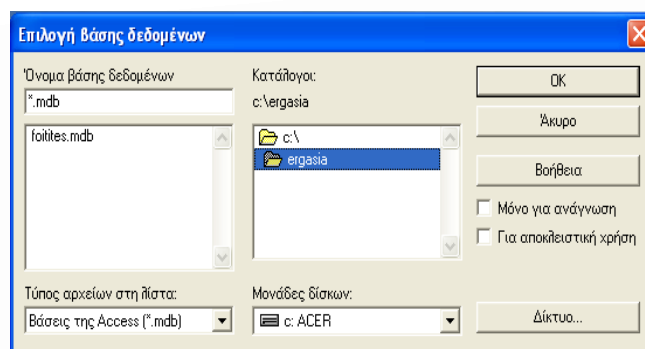 Επιλογή βάσης δεδομένων
Όνομα βάσης δεδομένων
*.mdb
foitites.mdb
Τύπος αρχείων στη λίστα:
Βάσεις της Access (*.mdb)
Κατάλογοι:
c:\ergasia
c:\
ergasia
Μονάδες δίσκων:
c: ACER
OK
Άκυρο
Βοήθεια
Μόνο για ανάγνωση
Για αποκλειστική χρήση
Δίκτυο...